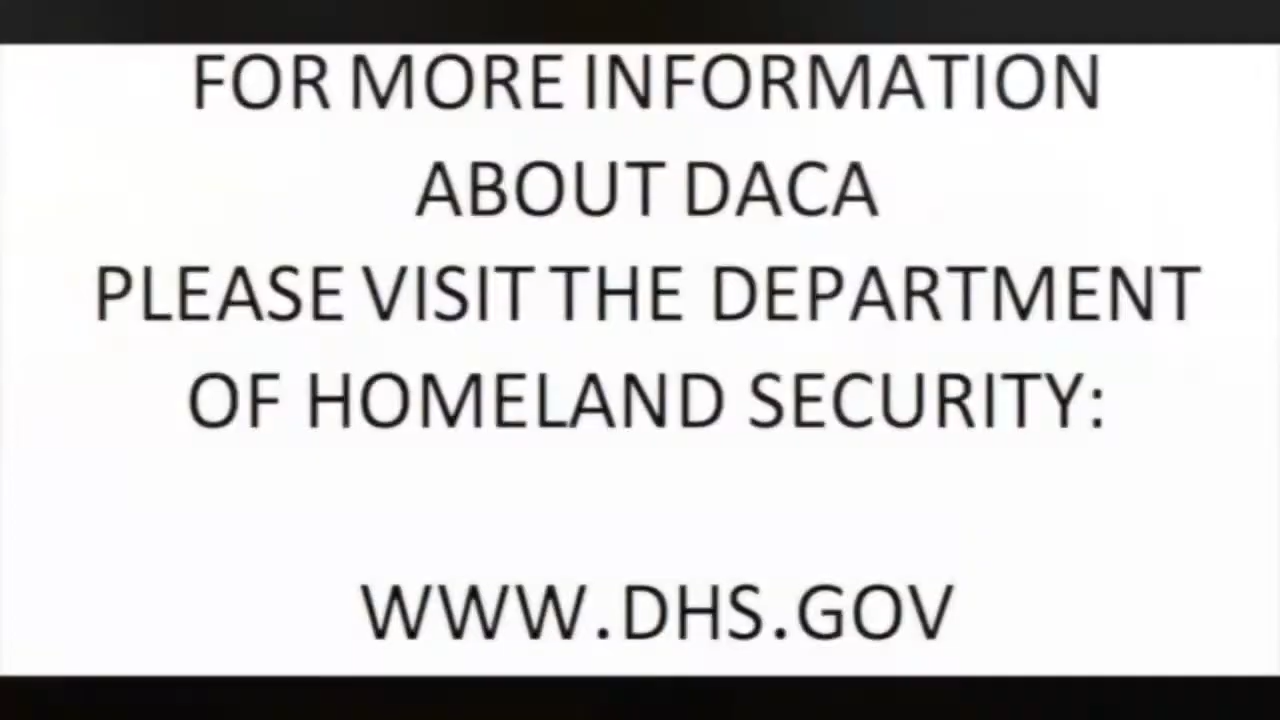 FOR MORE INFORMATION
ABOUT DACA
PLEASE VISIT THE DEPARTMENT
OF HOMELAND SECURITY:
WWW.DHS.GOV